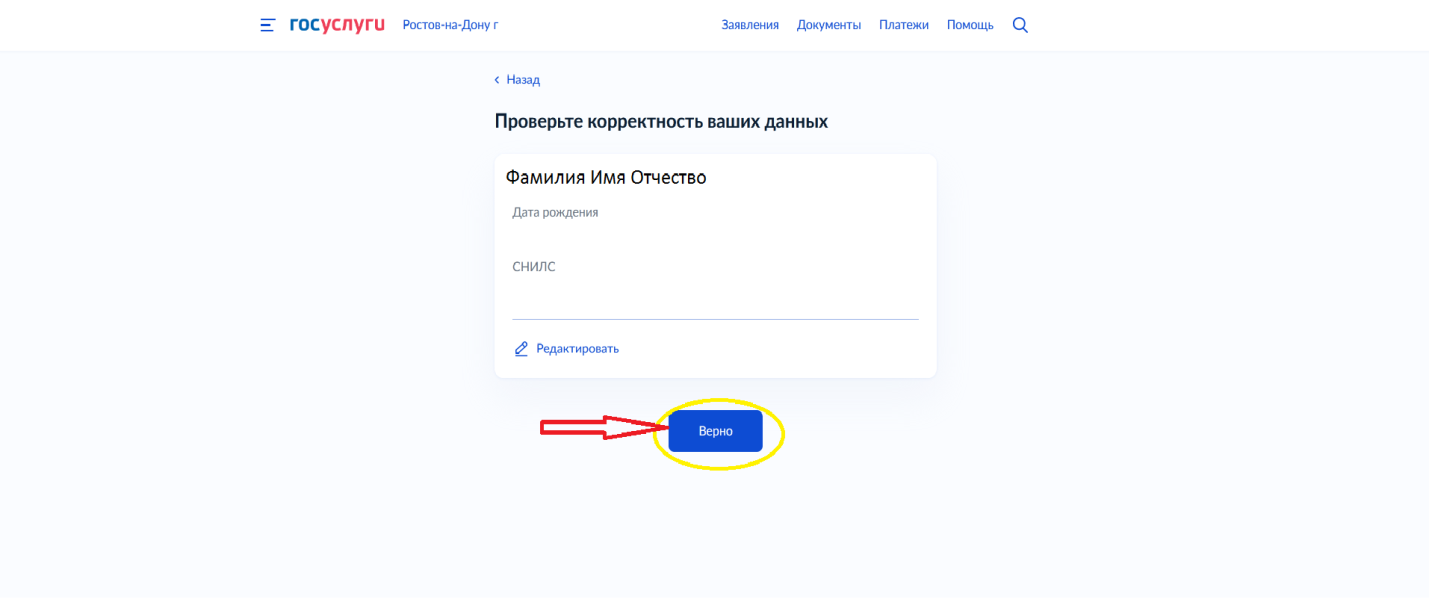 госуслуги Ростов-на-Дону г Заявления Документы Платежи Помощь
Назад
Проверьте корректность ваших данных
Фамилия Имя Отчество
Дата рождения
СНИЛС
Редактировать
Верно